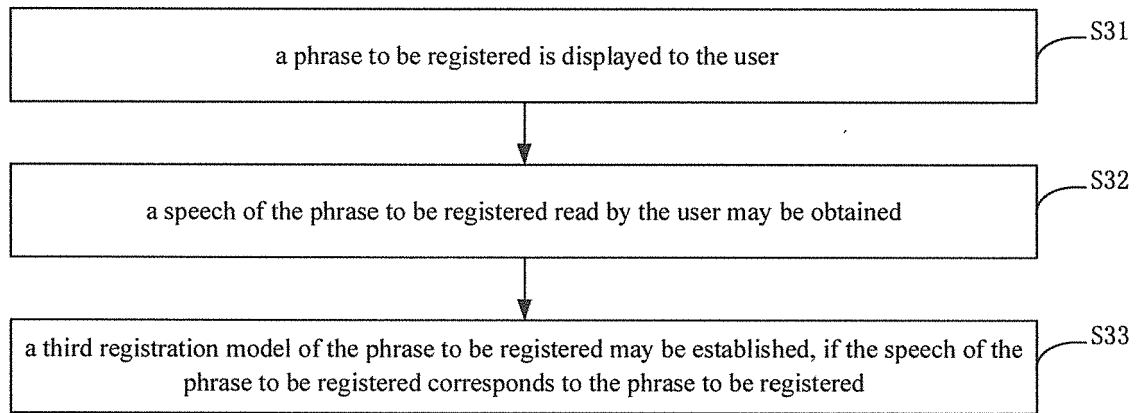 S31
a phrase to be registered is displayed to the user
S32
a speech of the phrase to be registered read by the user may be obtained
S33
a third registration model of the phrase to be registered may be established, if the speech of the
phrase to be registered corresponds to the phrase to be registered